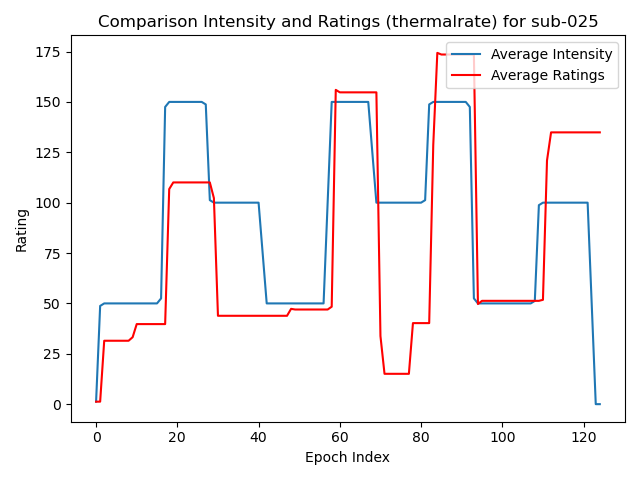 Comparison Intensity and Ratings (thermalrate) for sub-025
Average Intensity
Average Ratings
Rating
175
150
125
100
75
50
25
0
0 20 40 60 80 100 120
Epoch Index